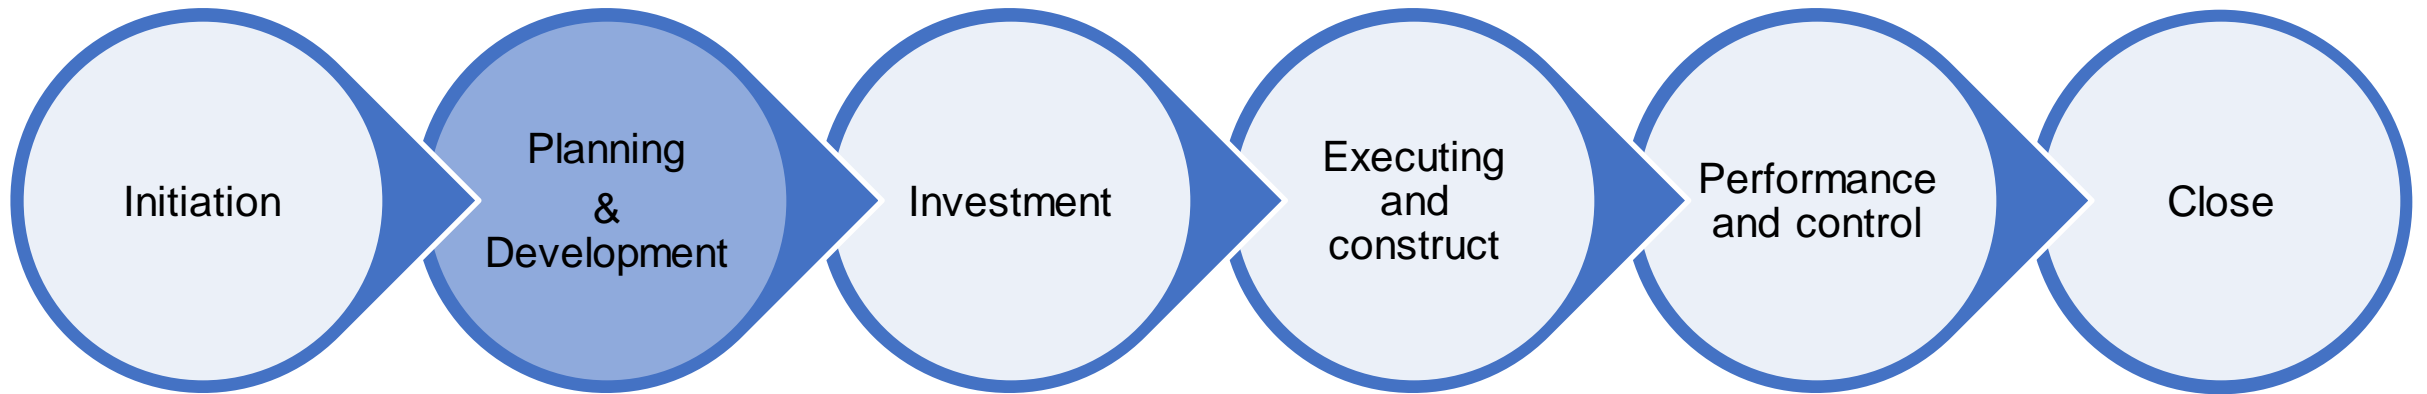 Initiation
Planning
&
Development
Investment
Executing
and
construct
Performance
and control
Close